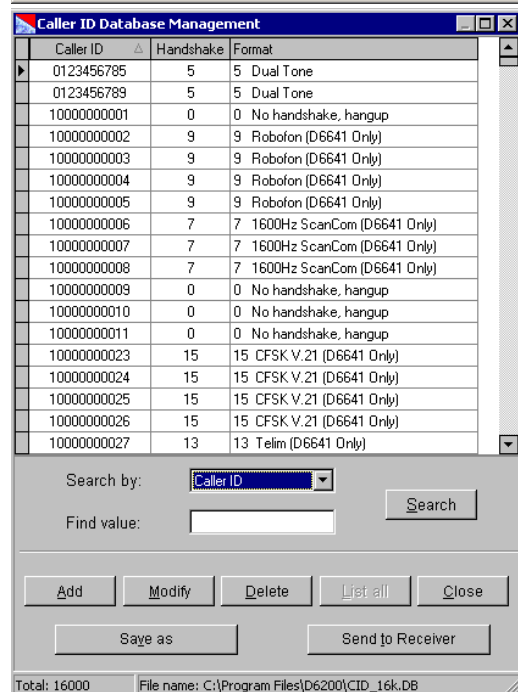 Caller ID Database Management
Caller ID Handshake Format
0123456785 5 5 Dual Tone
0123456789 5 5 Dual Tone
10000000001 0 0 No handshake, hangup
10000000002 9 9 Robofon (D6641 Only)
10000000003 9 9 Robofon (D6641 Only)
10000000004 9 9 Robofon (D6641 Only)
10000000005 9 9 Robofon (D6641 Only)
10000000006 7 7 1600Hz ScanCom (D6641 Only)
10000000007 7 7 1600Hz ScanCom (D6641 Only)
10000000008 7 7 1600Hz ScanCom (D6641 Only)
10000000009 0 0 No handshake, hangup
10000000010 0 0 No handshake, hangup
10000000011 0 0 No handshake, hangup
10000000023 15 15 CFSK V.21 (D6641 Only)
10000000024 15 15 CFSK V.21 (D6641 Only)
10000000025 15 15 CFSK V.21 (D6641 Only)
10000000026 15 15 CFSK V.21 (D6641 Only)
10000000027 13 13 Telim (D6641 Only)
Search by: Caller ID
Search
Find value:
Add Modify Delete List all Close
Save as Send to Receiver
Total: 16000 File name: C:\Program Files\D6200\CID_16k.DB